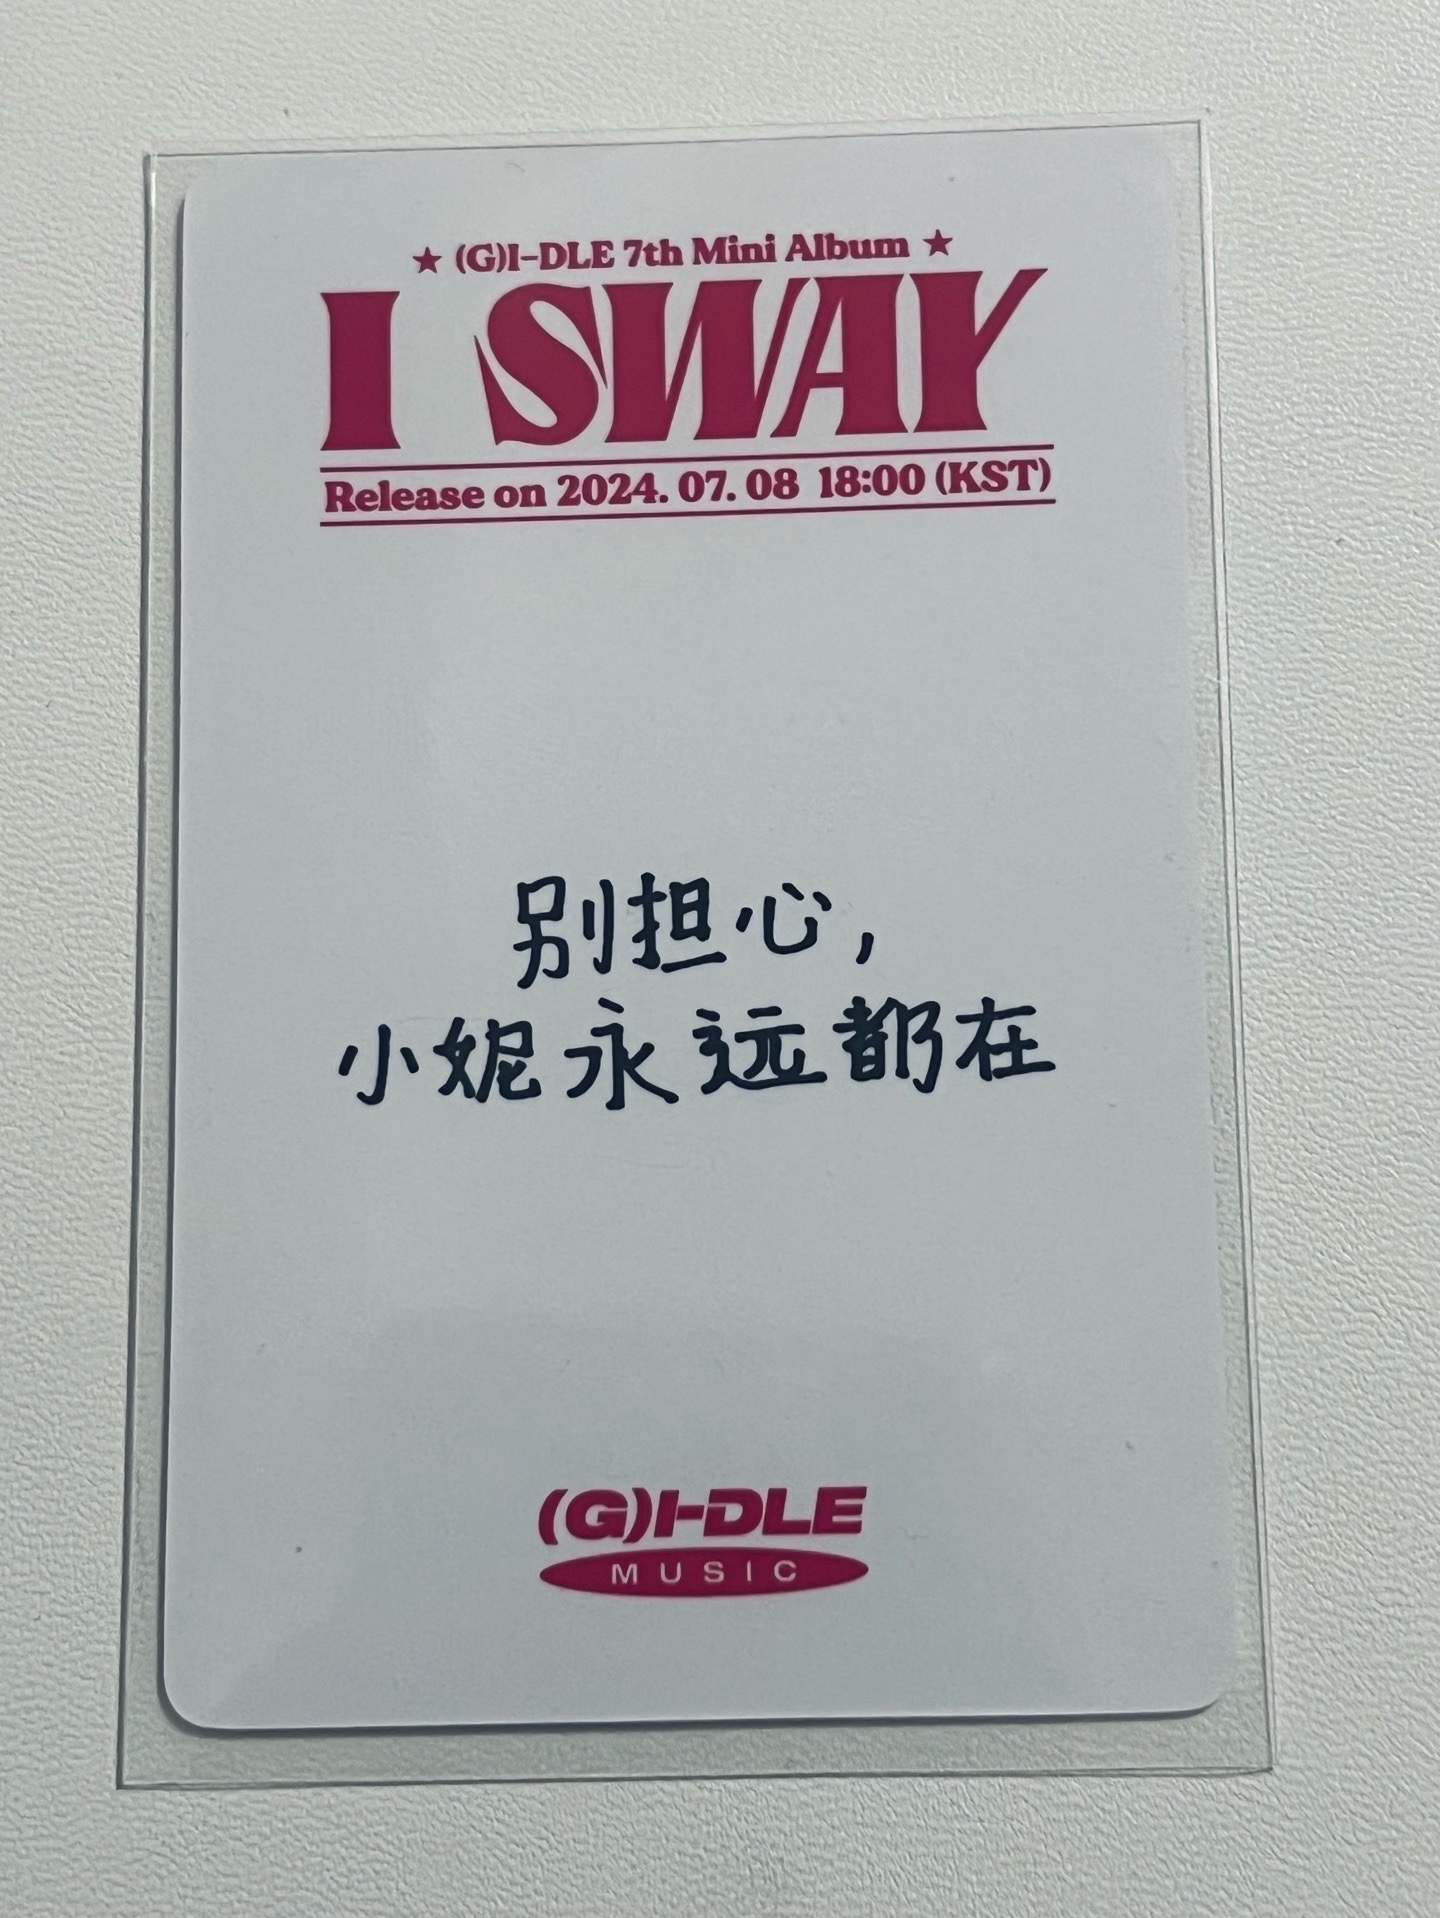 ★ (G)I-DLE 7th Mini Album ★
I SWAY
Release on 2024. 07. 08 18:00 (KST)
别担心,
小妮永远都在
(G)I-DLE
MUSIC